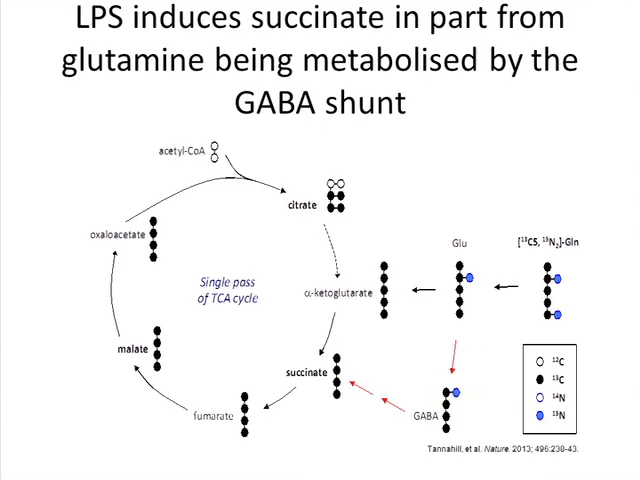 LPS induces succinate in part from
glutamine being metabolised by the
GABA shunt
acetyl-CoA
citrate
oxaloacetate
Glu
[¹³C5, ¹⁵N₂]-Gln
Single pass
of TCA cycle
α-ketoglutarate
malate
succinate
fumarate
GABA
¹²C
¹³C
¹⁴N
¹⁵N
Tannahill, et al. Nature. 2013; 496:238-43.